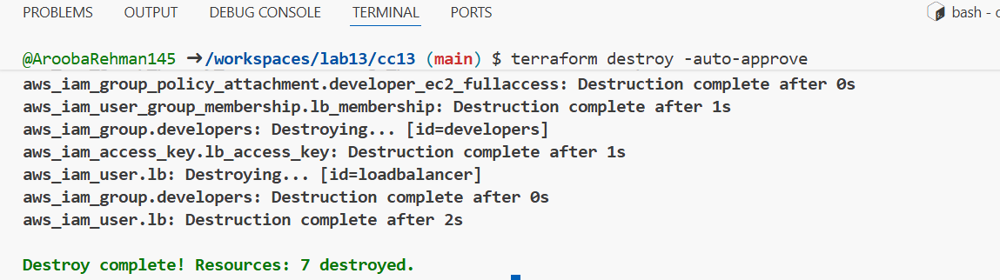 PROBLEMS OUTPUT DEBUG CONSOLE TERMINAL PORTS bash -
@AroobaRehman145 ➜/workspaces/lab13/cc13 (main) $ terraform destroy -auto-approve
aws_iam_group_policy_attachment.developer_ec2_fullaccess: Destruction complete after 0s
aws_iam_user_group_membership.lb_membership: Destruction complete after 1s
aws_iam_group.developers: Destroying... [id=developers]
aws_iam_access_key.lb_access_key: Destruction complete after 1s
aws_iam_user.lb: Destroying... [id=loadbalancer]
aws_iam_group.developers: Destruction complete after 0s
aws_iam_user.lb: Destruction complete after 2s
Destroy complete! Resources: 7 destroyed.